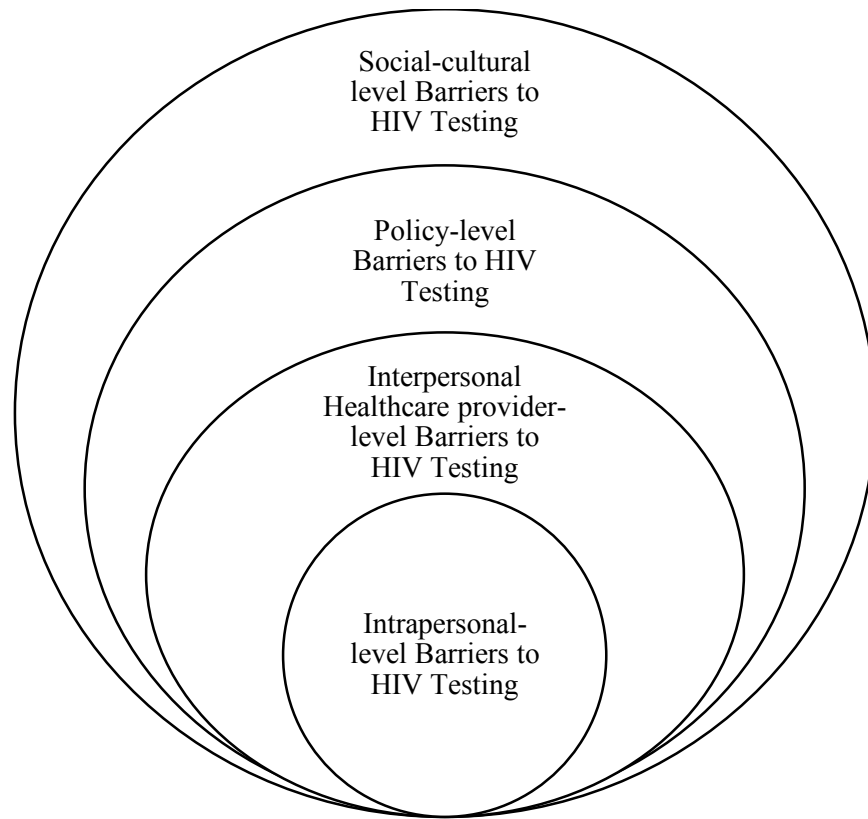 Social-cultural
level Barriers to
HIV Testing
Policy-level
Barriers to HIV
Testing
Interpersonal
Healthcare provider-
level Barriers to
HIV Testing
Intrapersonal-
level Barriers to
HIV Testing